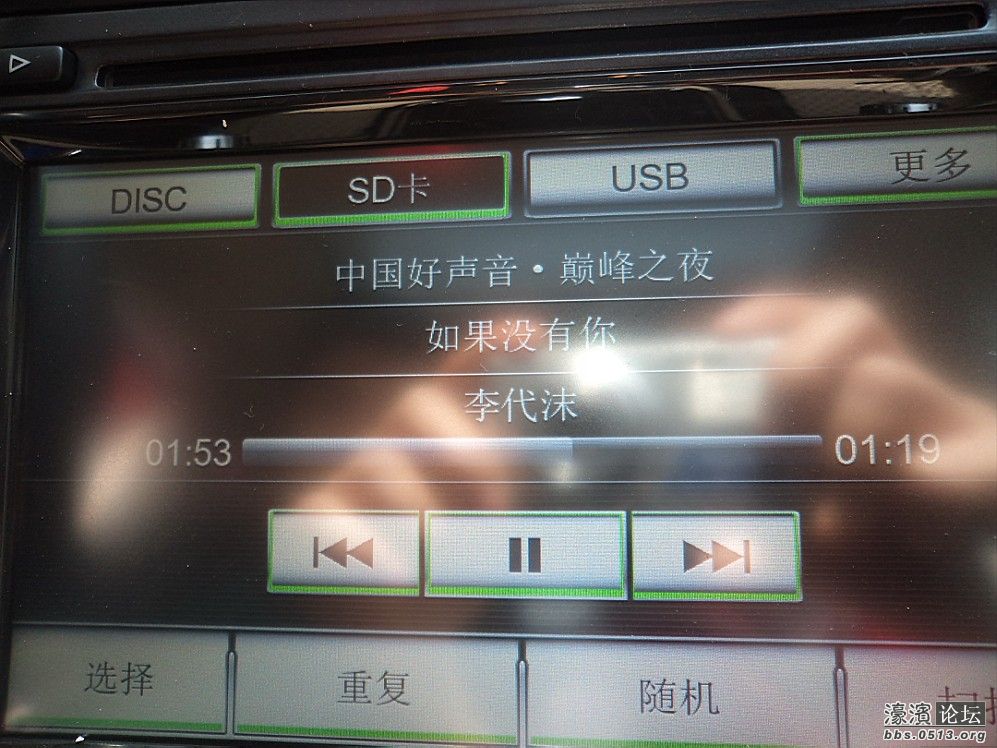 DISC SD卡 USB 更多
中国好声音·巅峰之夜
如果没有你
李代沫
01:53 01:19
选择 重复 随机
濠滨论坛
bbs.0513.org